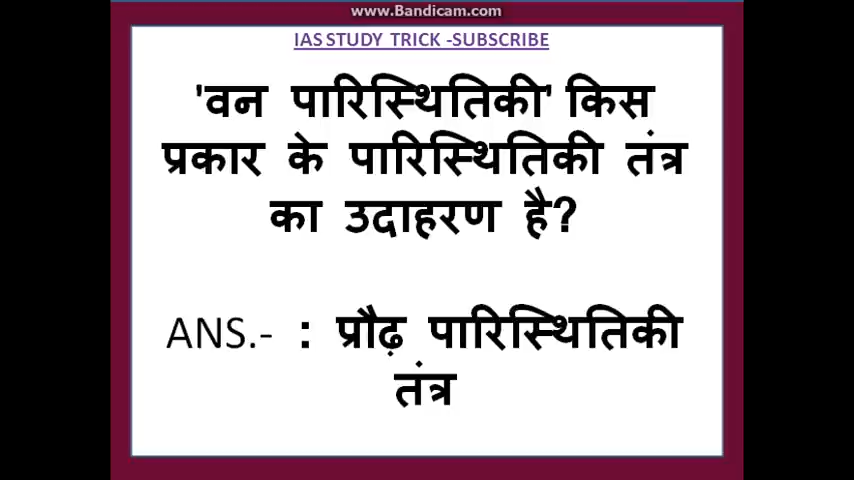 www.Bandicam.com
IAS STUDY TRICK -SUBSCRIBE
'वन पारिस्थितिकी' किस
प्रकार के पारिस्थितिकी तंत्र
का उदाहरण है?
ANS.- : प्रौढ़ पारिस्थितिकी
तंत्र